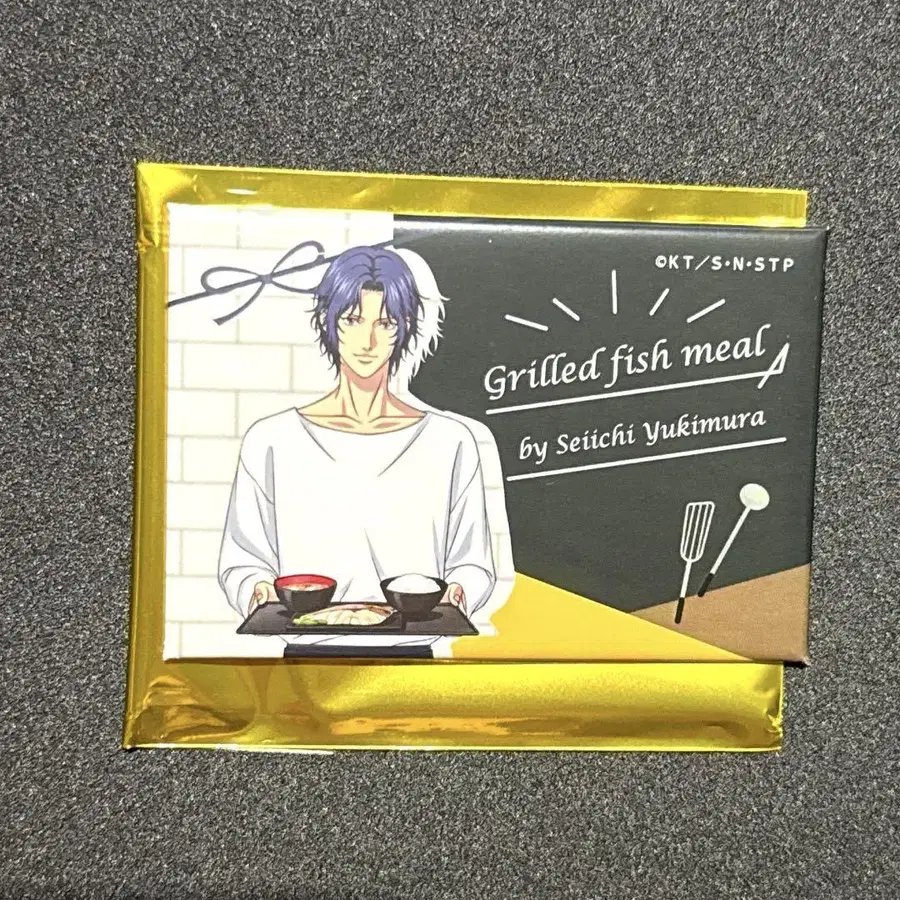 ©KT/S・N・STP
Grilled fish meal
by Seiichi Yukimura